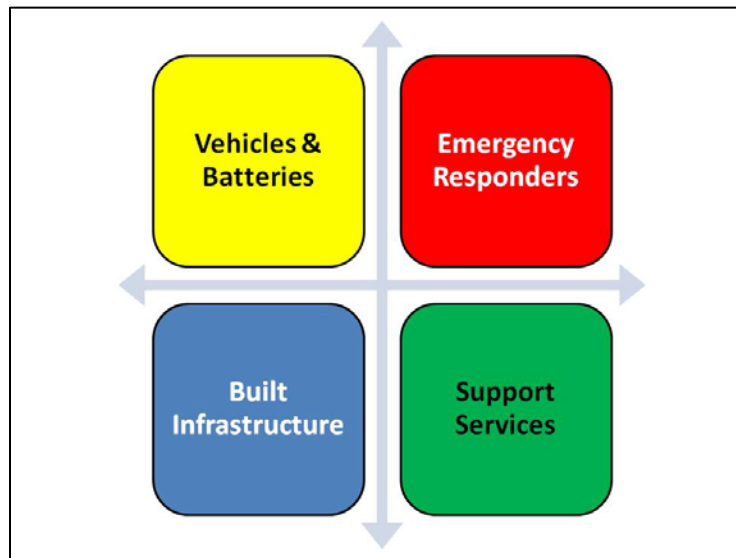 Vehicles &
Batteries
Emergency
Responders
Built
Infrastructure
Support
Services